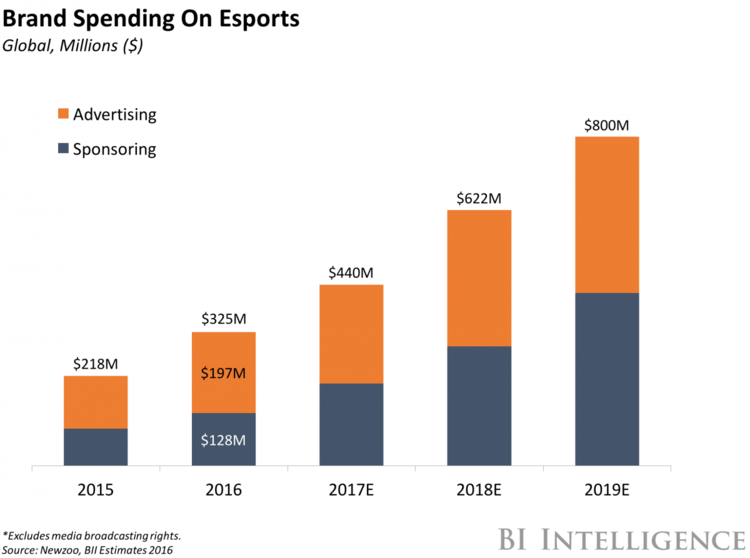 Brand Spending On Esports
Global, Millions ($)
Advertising
Sponsoring
$218M
$325M
$197M
$128M
$440M
$622M
$800M
2015
2016
2017E
2018E
2019E
*Excludes media broadcasting rights.
Source: Newzoo, BII Estimates 2016
BI INTELLIGENCE